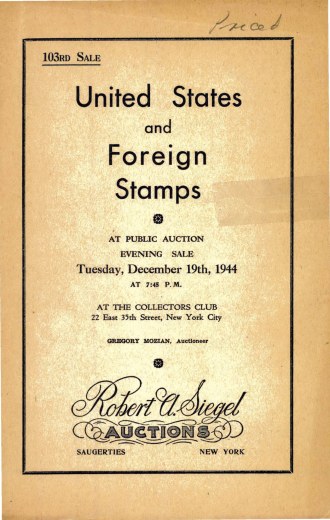 Priced
103RD SALE
United States
and
Foreign
Stamps
AT PUBLIC AUCTION
EVENING SALE
Tuesday, December 19th, 1944
AT 7:45 P.M.
AT THE COLLECTORS CLUB
22 East 35th Street, New York City
GREGORY MOZIAN, Auctioneer
Robert A. Siegel
AUCTIONS
SAUGERTIES NEW YORK